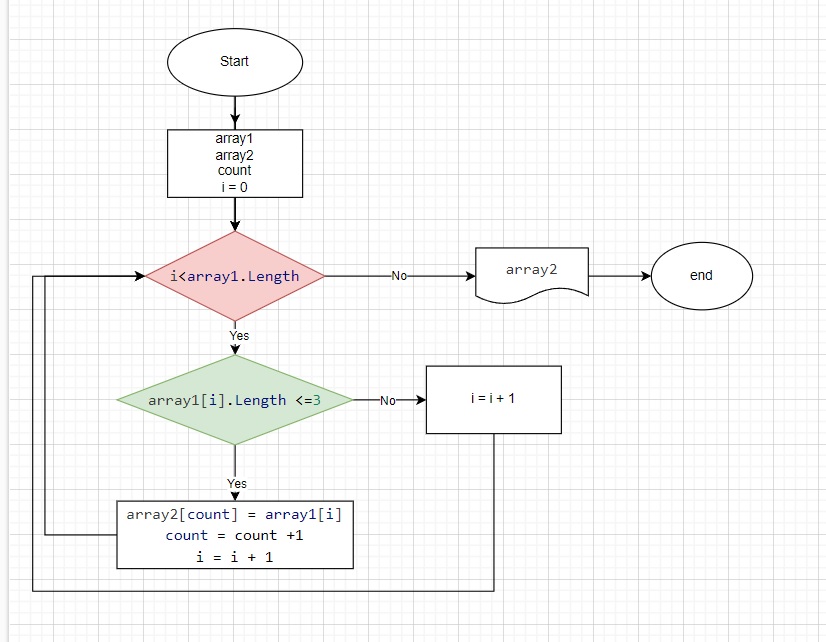 Start
array1
array2
count
i = 0
i<array1.Length
No
array2
end
Yes
array1[i].Length <=3
No
i = i + 1
Yes
array2[count] = array1[i]
count = count +1
i = i + 1